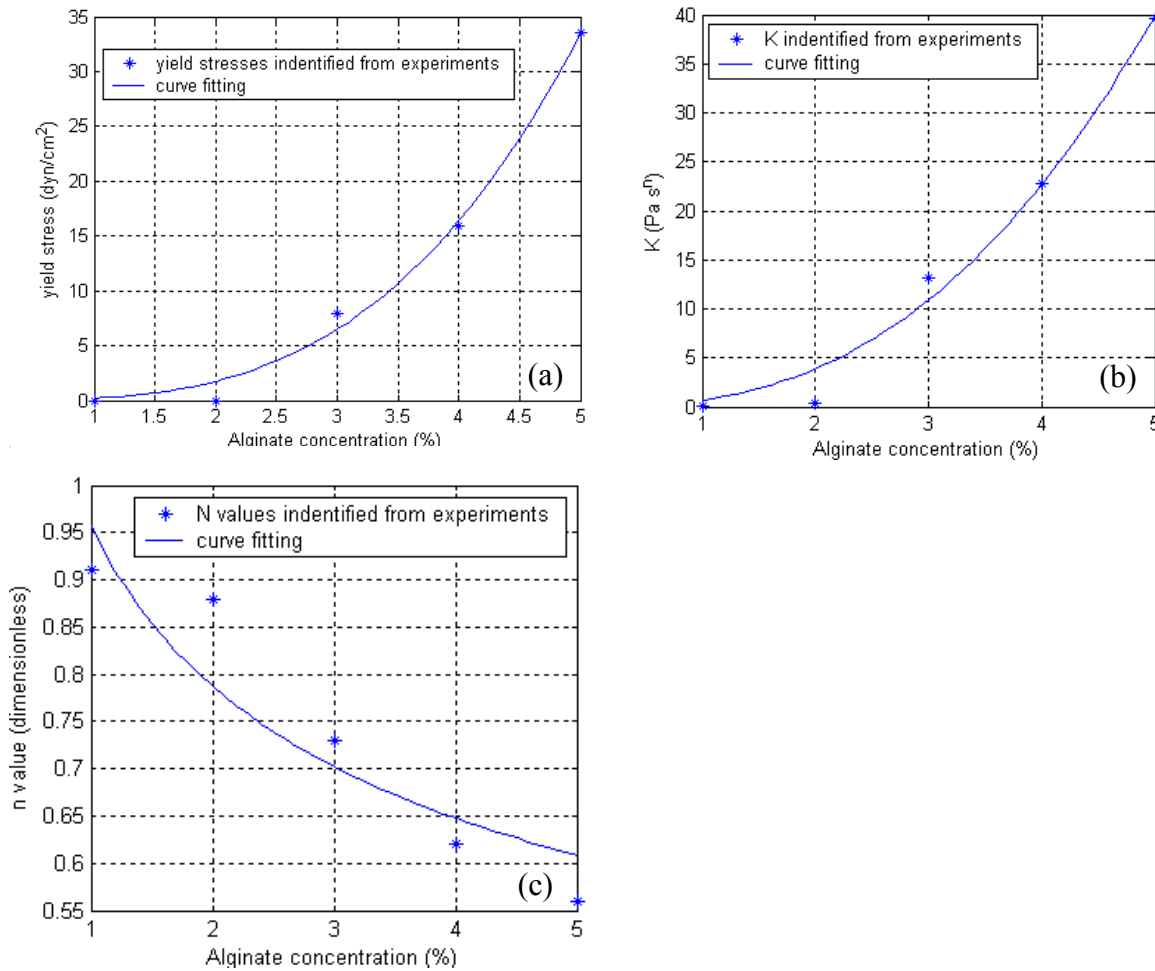 35
30
25
20
15
10
5
0
yield stress (dyn/cm²)
yield stresses indentified from experiments
curve fitting
(a)
1 1.5 2 2.5 3 3.5 4 4.5 5
Alginate concentration (%)
40
35
30
25
20
15
10
5
0
K (Pa sⁿ)
K indentified from experiments
curve fitting
(b)
1 2 3 4 5
Alginate concentration (%)
1
0.95
0.9
0.85
0.8
0.75
0.7
0.65
0.6
0.55
n value (dimensionless)
N values indentified from experiments
curve fitting
(c)
1 2 3 4 5
Alginate concentration (%)